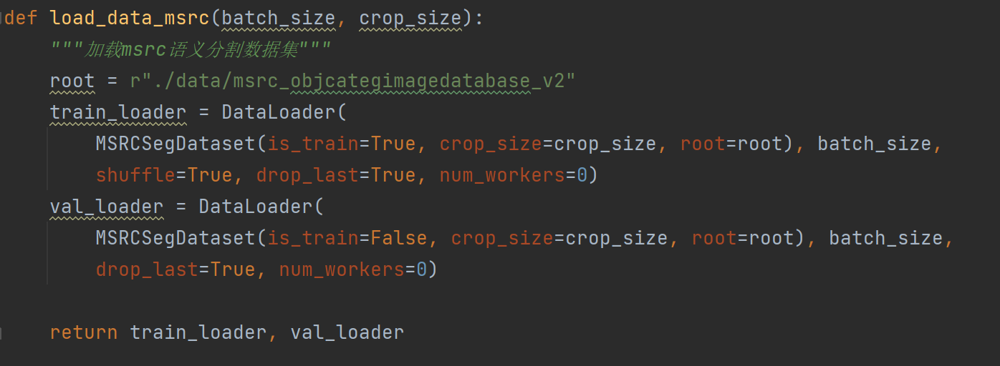 def load_data_msrc(batch_size, crop_size):
"""加载msrc语义分割数据集"""
root = r"./data/msrc_objcategimagedatabase_v2"
train_loader = DataLoader(
MSRCSegDataset(is_train=True, crop_size=crop_size, root=root), batch_size,
shuffle=True, drop_last=True, num_workers=0)
val_loader = DataLoader(
MSRCSegDataset(is_train=False, crop_size=crop_size, root=root), batch_size,
drop_last=True, num_workers=0)
return train_loader, val_loader